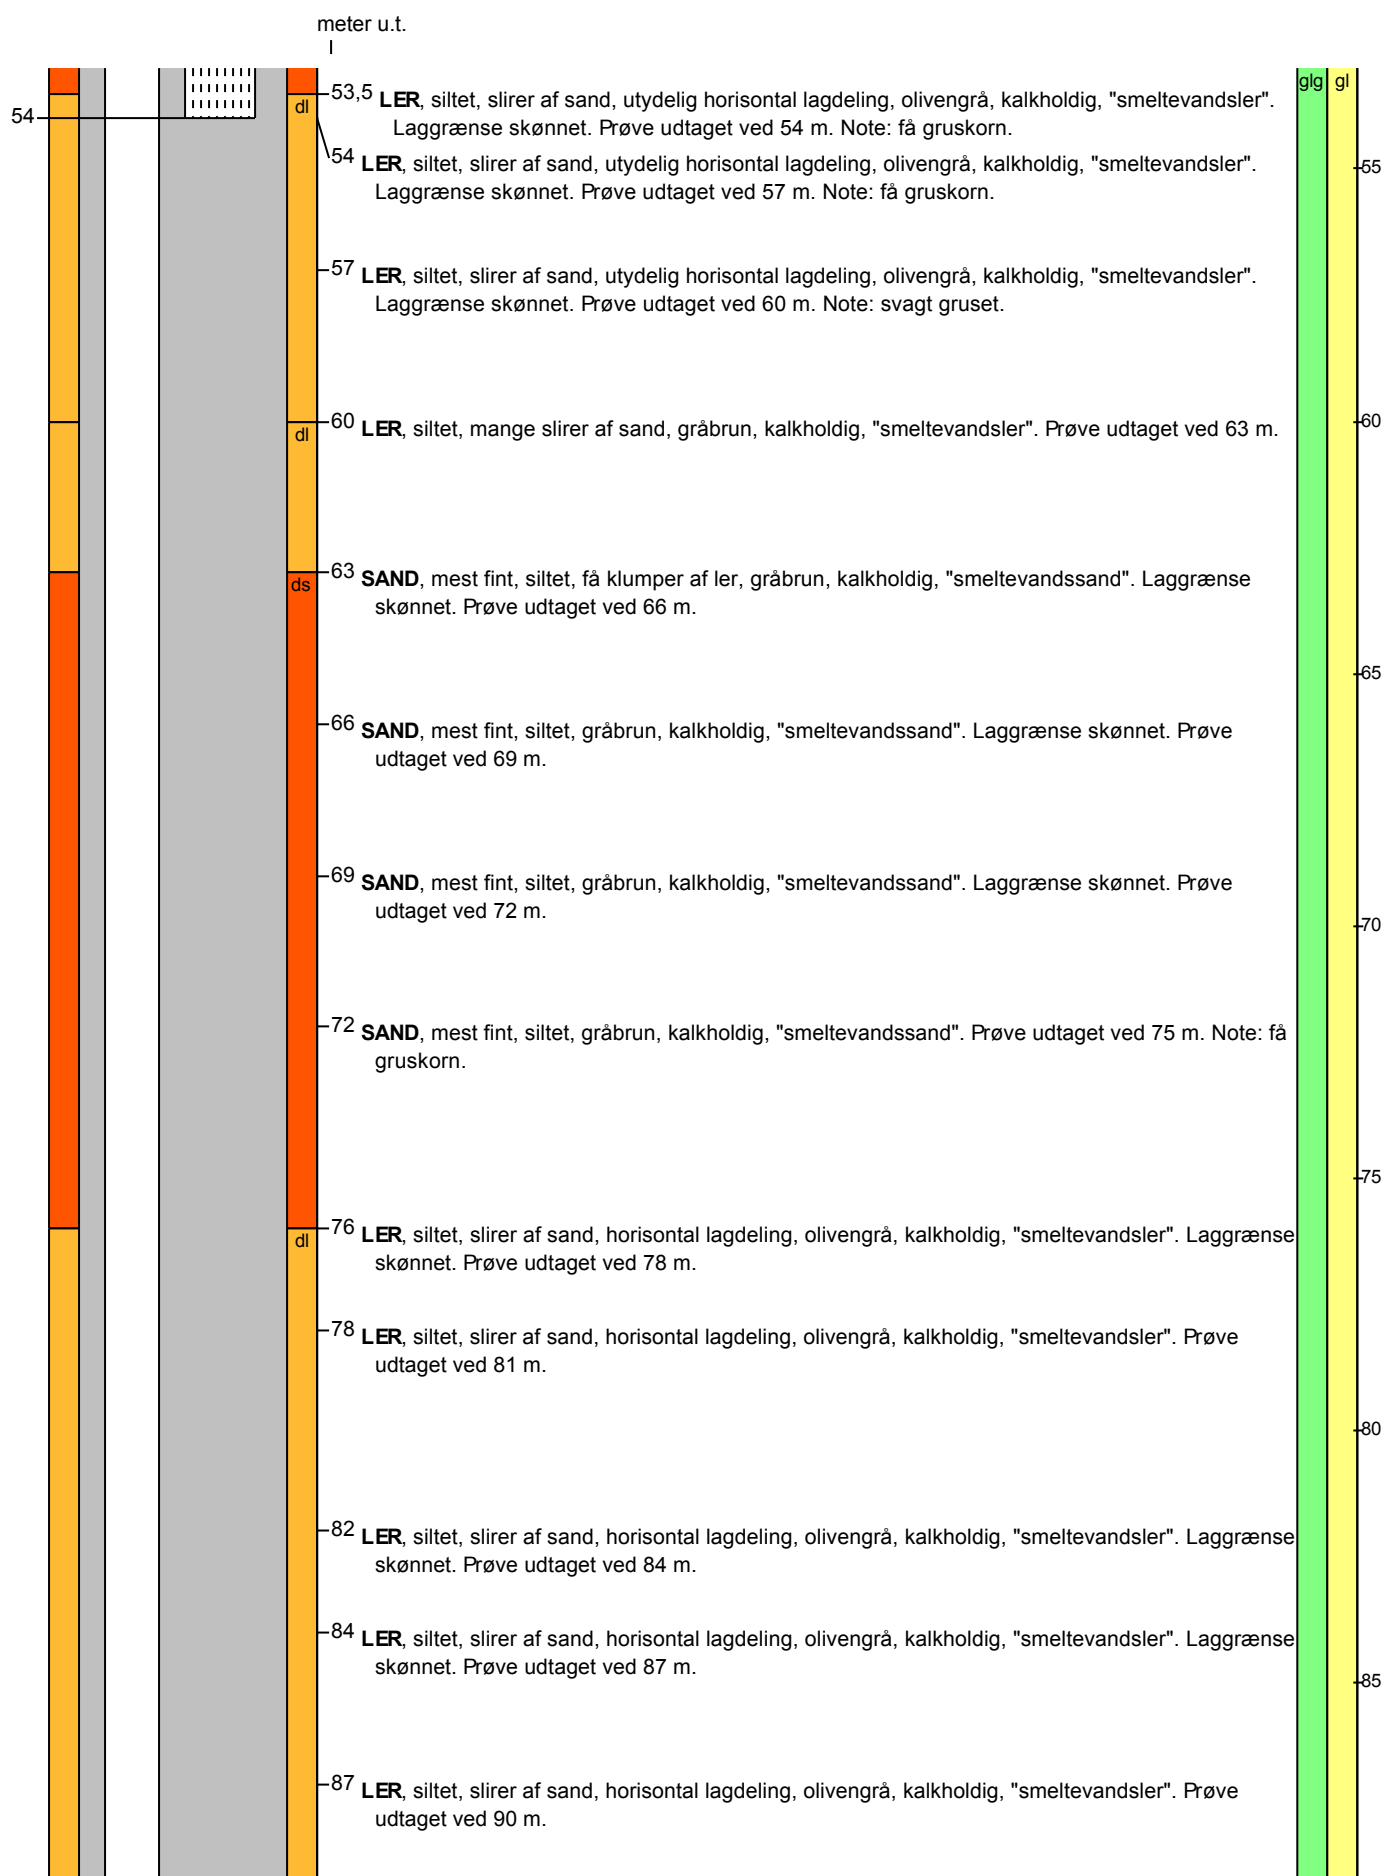 meter u.t.
glg gl
53,5 LER, siltet, slirer af sand, utydelig horisontal lagdeling, olivengrå, kalkholdig, "smeltevandsler".
dl
54
Laggrænse skønnet. Prøve udtaget ved 54 m. Note: få gruskorn.
54 LER, siltet, slirer af sand, utydelig horisontal lagdeling, olivengrå, kalkholdig, "smeltevandsler".
55
Laggrænse skønnet. Prøve udtaget ved 57 m. Note: få gruskorn.
57 LER, siltet, slirer af sand, utydelig horisontal lagdeling, olivengrå, kalkholdig, "smeltevandsler".
Laggrænse skønnet. Prøve udtaget ved 60 m. Note: svagt gruset.
dl
60 LER, siltet, mange slirer af sand, gråbrun, kalkholdig, "smeltevandsler". Prøve udtaget ved 63 m.
60
ds
63 SAND, mest fint, siltet, få klumper af ler, gråbrun, kalkholdig, "smeltevandssand". Laggrænse
skønnet. Prøve udtaget ved 66 m.
65
66 SAND, mest fint, siltet, gråbrun, kalkholdig, "smeltevandssand". Laggrænse skønnet. Prøve
udtaget ved 69 m.
69 SAND, mest fint, siltet, gråbrun, kalkholdig, "smeltevandssand". Laggrænse skønnet. Prøve
udtaget ved 72 m.
70
72 SAND, mest fint, siltet, gråbrun, kalkholdig, "smeltevandssand". Prøve udtaget ved 75 m. Note: få
gruskorn.
75
dl
76 LER, siltet, slirer af sand, horisontal lagdeling, olivengrå, kalkholdig, "smeltevandsler". Laggrænse
skønnet. Prøve udtaget ved 78 m.
78 LER, siltet, slirer af sand, horisontal lagdeling, olivengrå, kalkholdig, "smeltevandsler". Prøve
udtaget ved 81 m.
80
82 LER, siltet, slirer af sand, horisontal lagdeling, olivengrå, kalkholdig, "smeltevandsler". Laggrænse
skønnet. Prøve udtaget ved 84 m.
84 LER, siltet, slirer af sand, horisontal lagdeling, olivengrå, kalkholdig, "smeltevandsler". Laggrænse
skønnet. Prøve udtaget ved 87 m.
85
87 LER, siltet, slirer af sand, horisontal lagdeling, olivengrå, kalkholdig, "smeltevandsler". Prøve
udtaget ved 90 m.